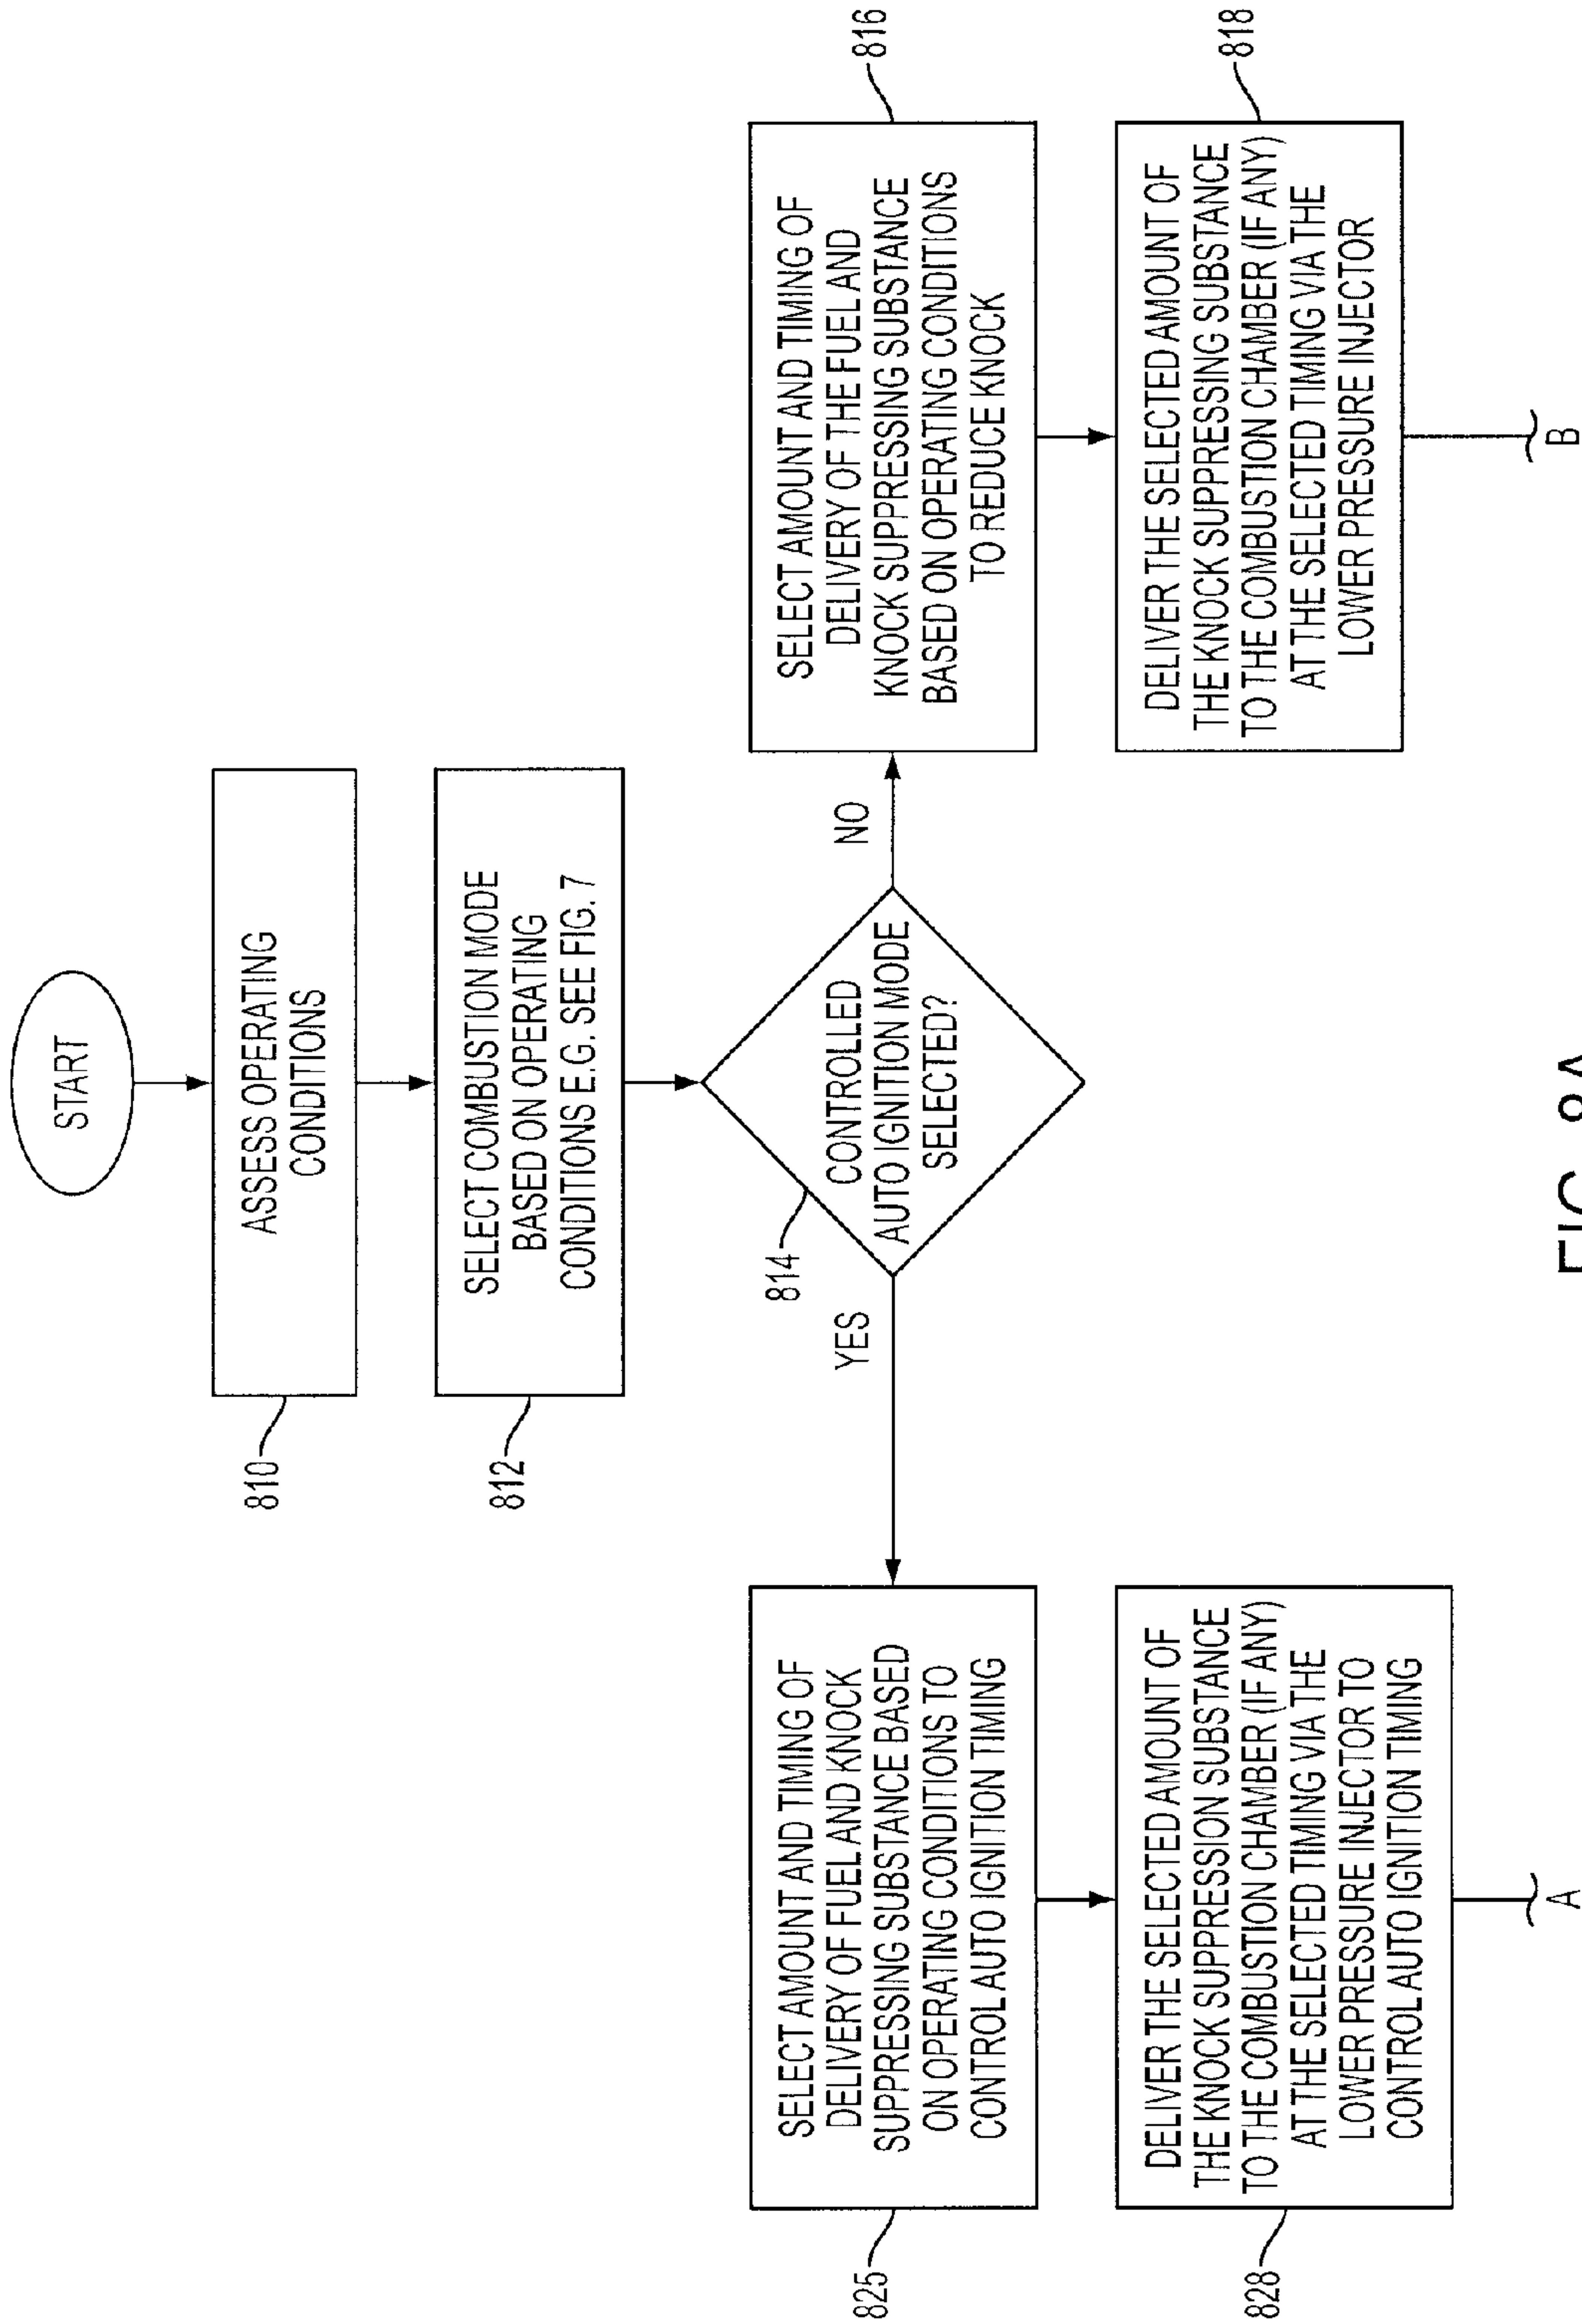 START
ASSESS OPERATING
CONDITIONS
810
SELECT COMBUSTION MODE
BASED ON OPERATING
CONDITIONS E.G. SEE FIG. 7
812
CONTROLLED
AUTO IGNITION MODE
SELECTED?
814
YES
NO
SELECT AMOUNT AND TIMING OF
DELIVERY OF FUEL AND KNOCK
SUPPRESSING SUBSTANCE BASED
ON OPERATING CONDITIONS TO
CONTROL AUTO IGNITION TIMING
825
DELIVER THE SELECTED AMOUNT OF
THE KNOCK SUPPRESSION SUBSTANCE
TO THE COMBUSTION CHAMBER (IF ANY)
AT THE SELECTED TIMING VIA THE
LOWER PRESSURE INJECTOR TO
CONTROL AUTO IGNITION TIMING
828
A
SELECT AMOUNT AND TIMING OF
DELIVERY OF THE FUEL AND
KNOCK SUPPRESSING SUBSTANCE
BASED ON OPERATING CONDITIONS
TO REDUCE KNOCK
816
DELIVER THE SELECTED AMOUNT OF
THE KNOCK SUPPRESSING SUBSTANCE
TO THE COMBUSTION CHAMBER (IF ANY)
AT THE SELECTED TIMING VIA THE
LOWER PRESSURE INJECTOR
818
B
FIG. 8A